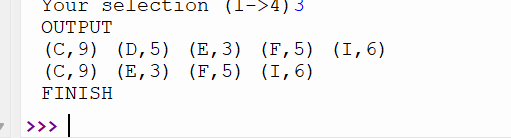 Your selection (1->4)3
OUTPUT
(C,9) (D,5) (E,3) (F,5) (I,6)
(C,9) (E,3) (F,5) (I,6)
FINISH
>>>